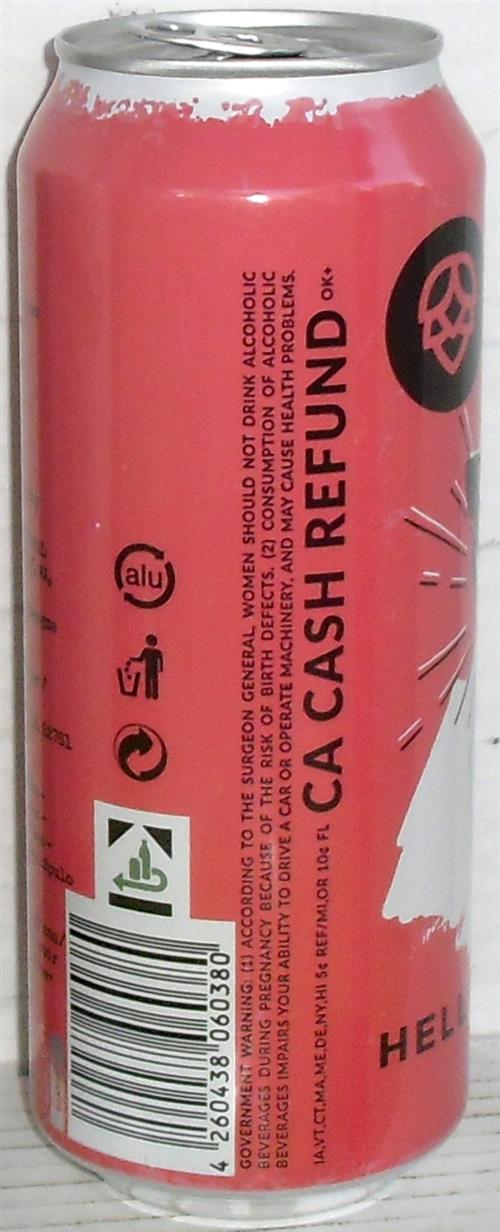 alu
4 260438 060380
GOVERNMENT WARNING: (1) ACCORDING TO THE SURGEON GENERAL, WOMEN SHOULD NOT DRINK ALCOHOLIC
BEVERAGES DURING PREGNANCY BECAUSE OF THE RISK OF BIRTH DEFECTS. (2) CONSUMPTION OF ALCOHOLIC
BEVERAGES IMPAIRS YOUR ABILITY TO DRIVE A CAR OR OPERATE MACHINERY, AND MAY CAUSE HEALTH PROBLEMS.
IA,VT,CT,MA,ME,DE,NY,HI 5¢ REF/MI,OR 10¢ FL CA CASH REFUND OK+
HELL